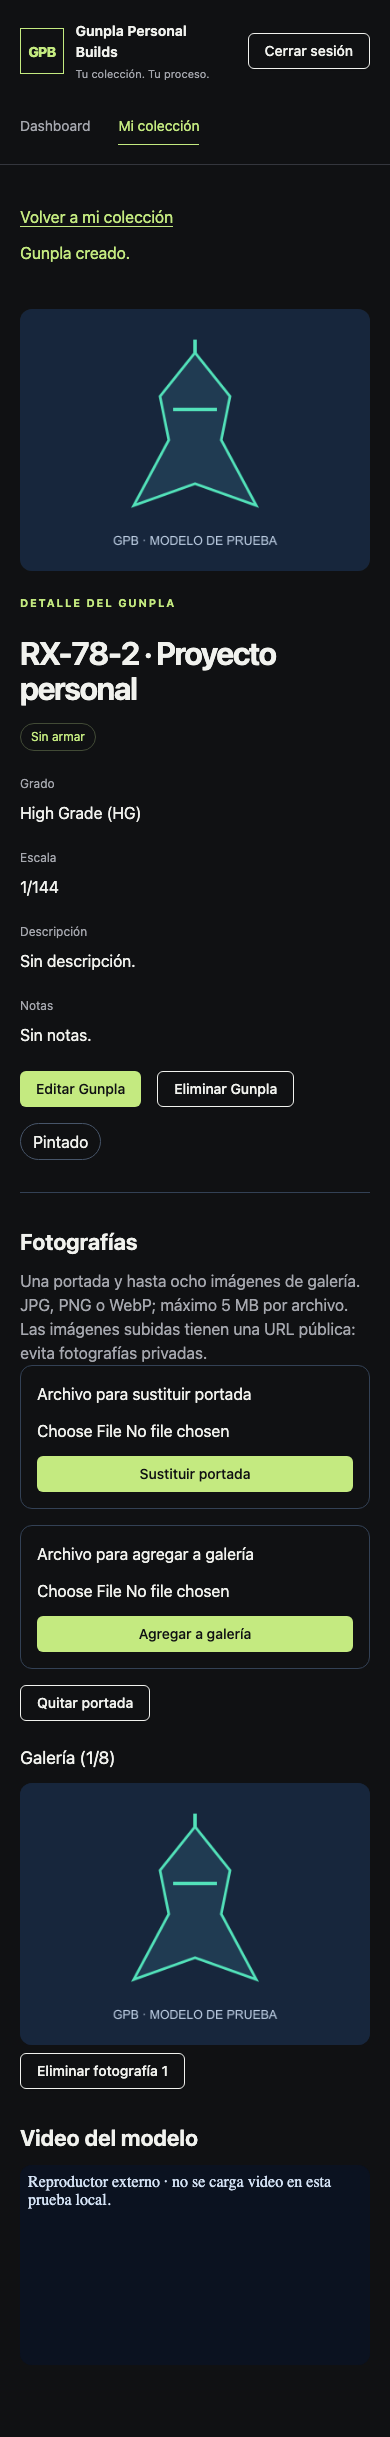 GPB
Gunpla Personal
Builds
Tu colección. Tu proceso.
Cerrar sesión
Dashboard
Mi colección
Volver a mi colección
Gunpla creado.
GPB · MODELO DE PRUEBA
DETALLE DEL GUNPLA
RX-78-2 · Proyecto
personal
Sin armar
Grado
High Grade (HG)
Escala
1/144
Descripción
Sin descripción.
Notas
Sin notas.
Editar Gunpla
Eliminar Gunpla
Pintado
Fotografías
Una portada y hasta ocho imágenes de galería.
JPG, PNG o WebP; máximo 5 MB por archivo.
Las imágenes subidas tienen una URL pública:
evita fotografías privadas.
Archivo para sustituir portada
Choose File No file chosen
Sustituir portada
Archivo para agregar a galería
Choose File No file chosen
Agregar a galería
Quitar portada
Galería (1/8)
GPB · MODELO DE PRUEBA
Eliminar fotografía 1
Video del modelo
Reproductor externo · no se carga video en esta
prueba local.